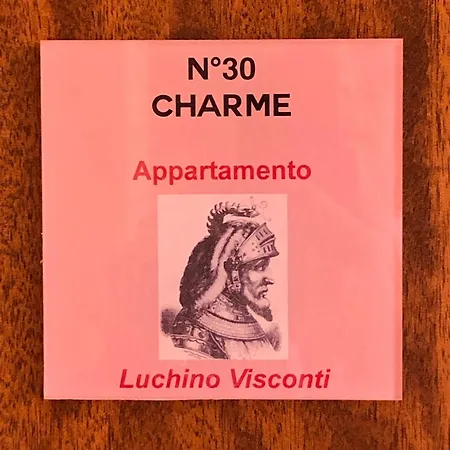 N°30
CHARME
Appartamento
Luchino Visconti